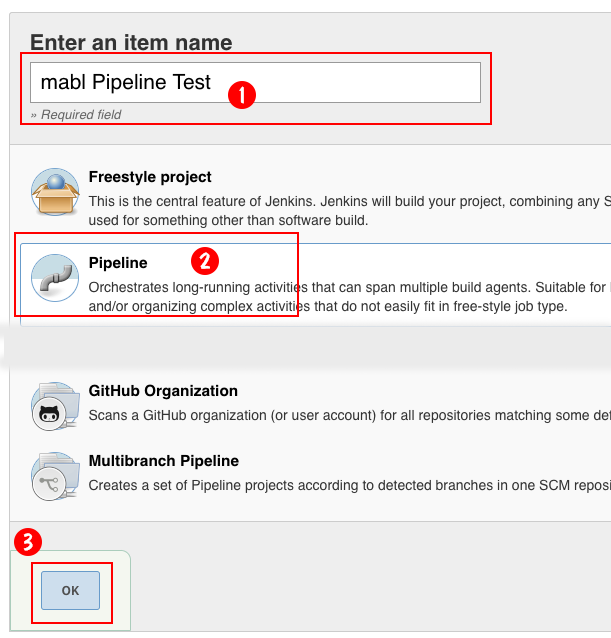 Enter an item name
mabl Pipeline Test
1
» Required field
Freestyle project
This is the central feature of Jenkins. Jenkins will build your project, combining any S
used for something other than software build.
2
Pipeline
Orchestrates long-running activities that can span multiple build agents. Suitable for
and/or organizing complex activities that do not easily fit in free-style job type.
GitHub Organization
Scans a GitHub organization (or user account) for all repositories matching some def
Multibranch Pipeline
Creates a set of Pipeline projects according to detected branches in one SCM reposi
3
OK